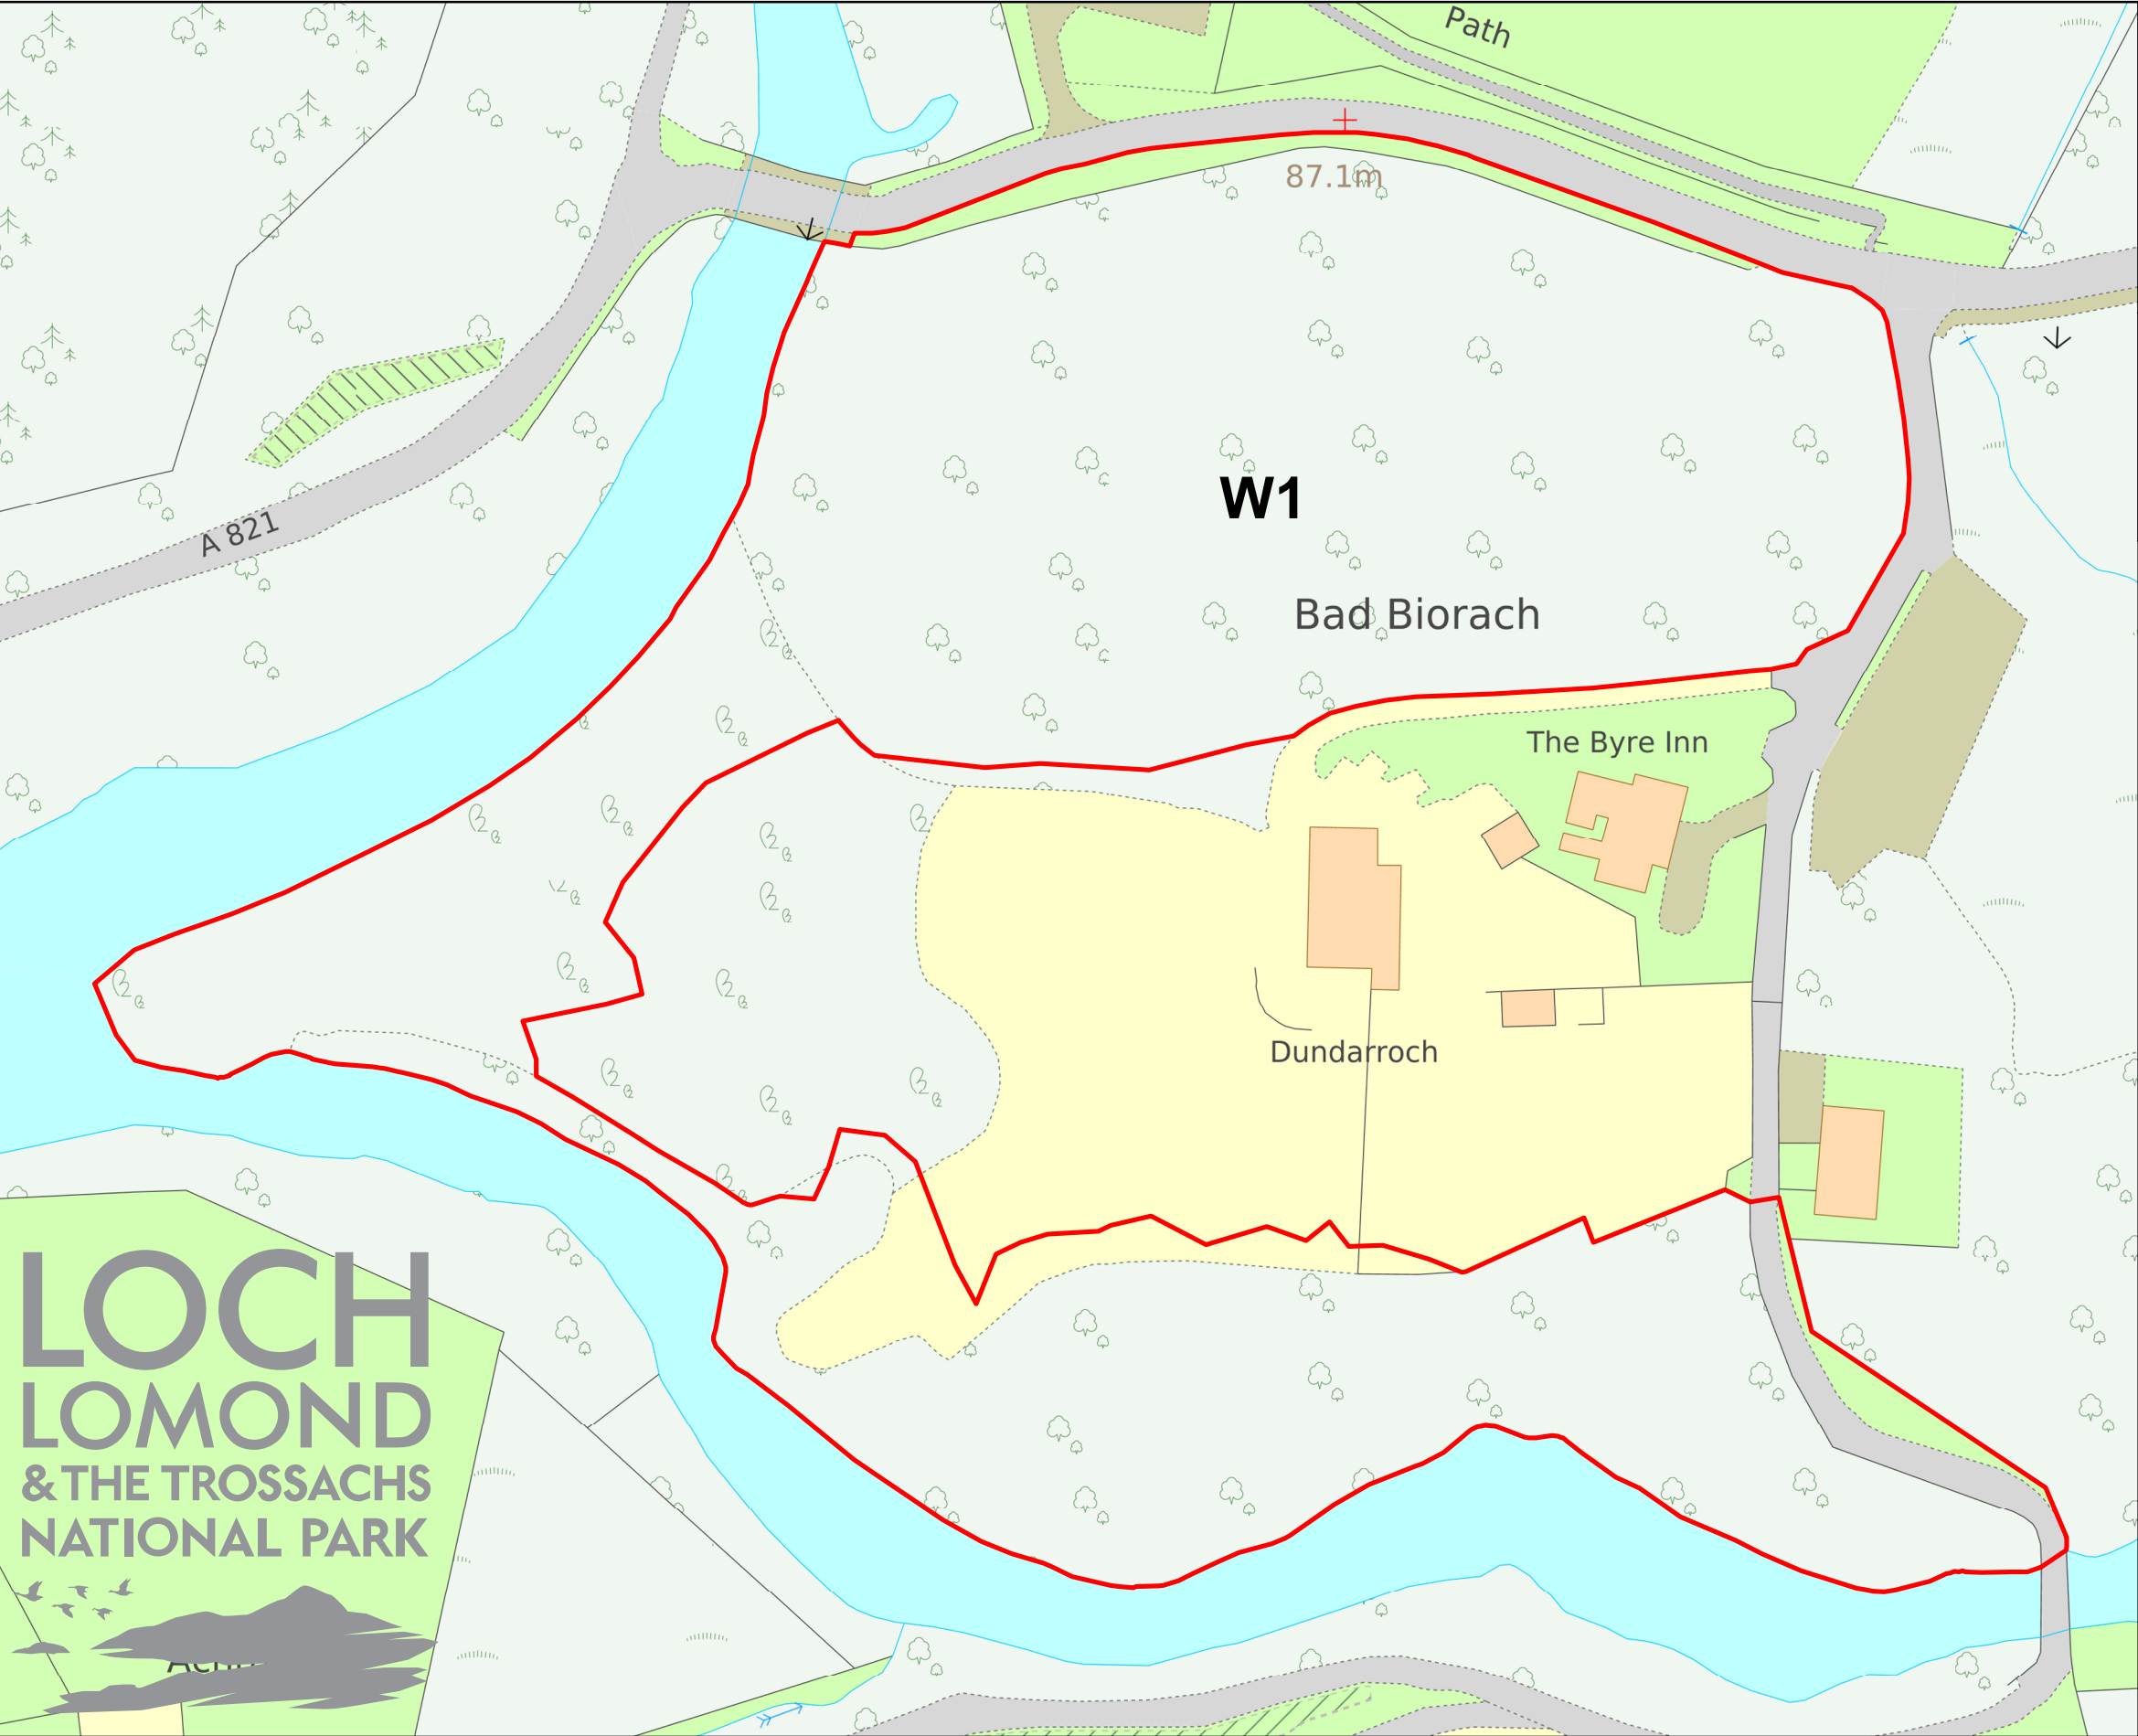 Path
87.1m
A 821
W1
Bad Biorach
The Byre Inn
Dundarroch
LOCH
LOMOND
& THE TROSSACHS
NATIONAL PARK